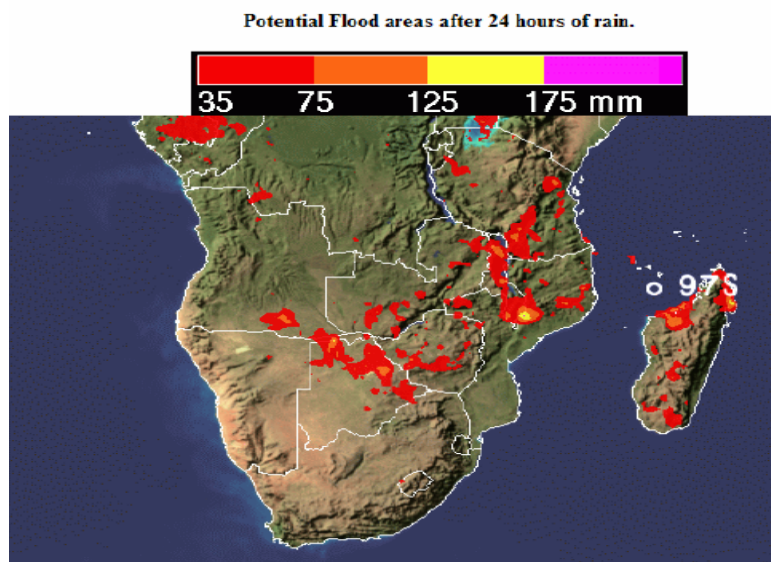 Potential Flood areas after 24 hours of rain.
35 75 125 175 mm
o 97S